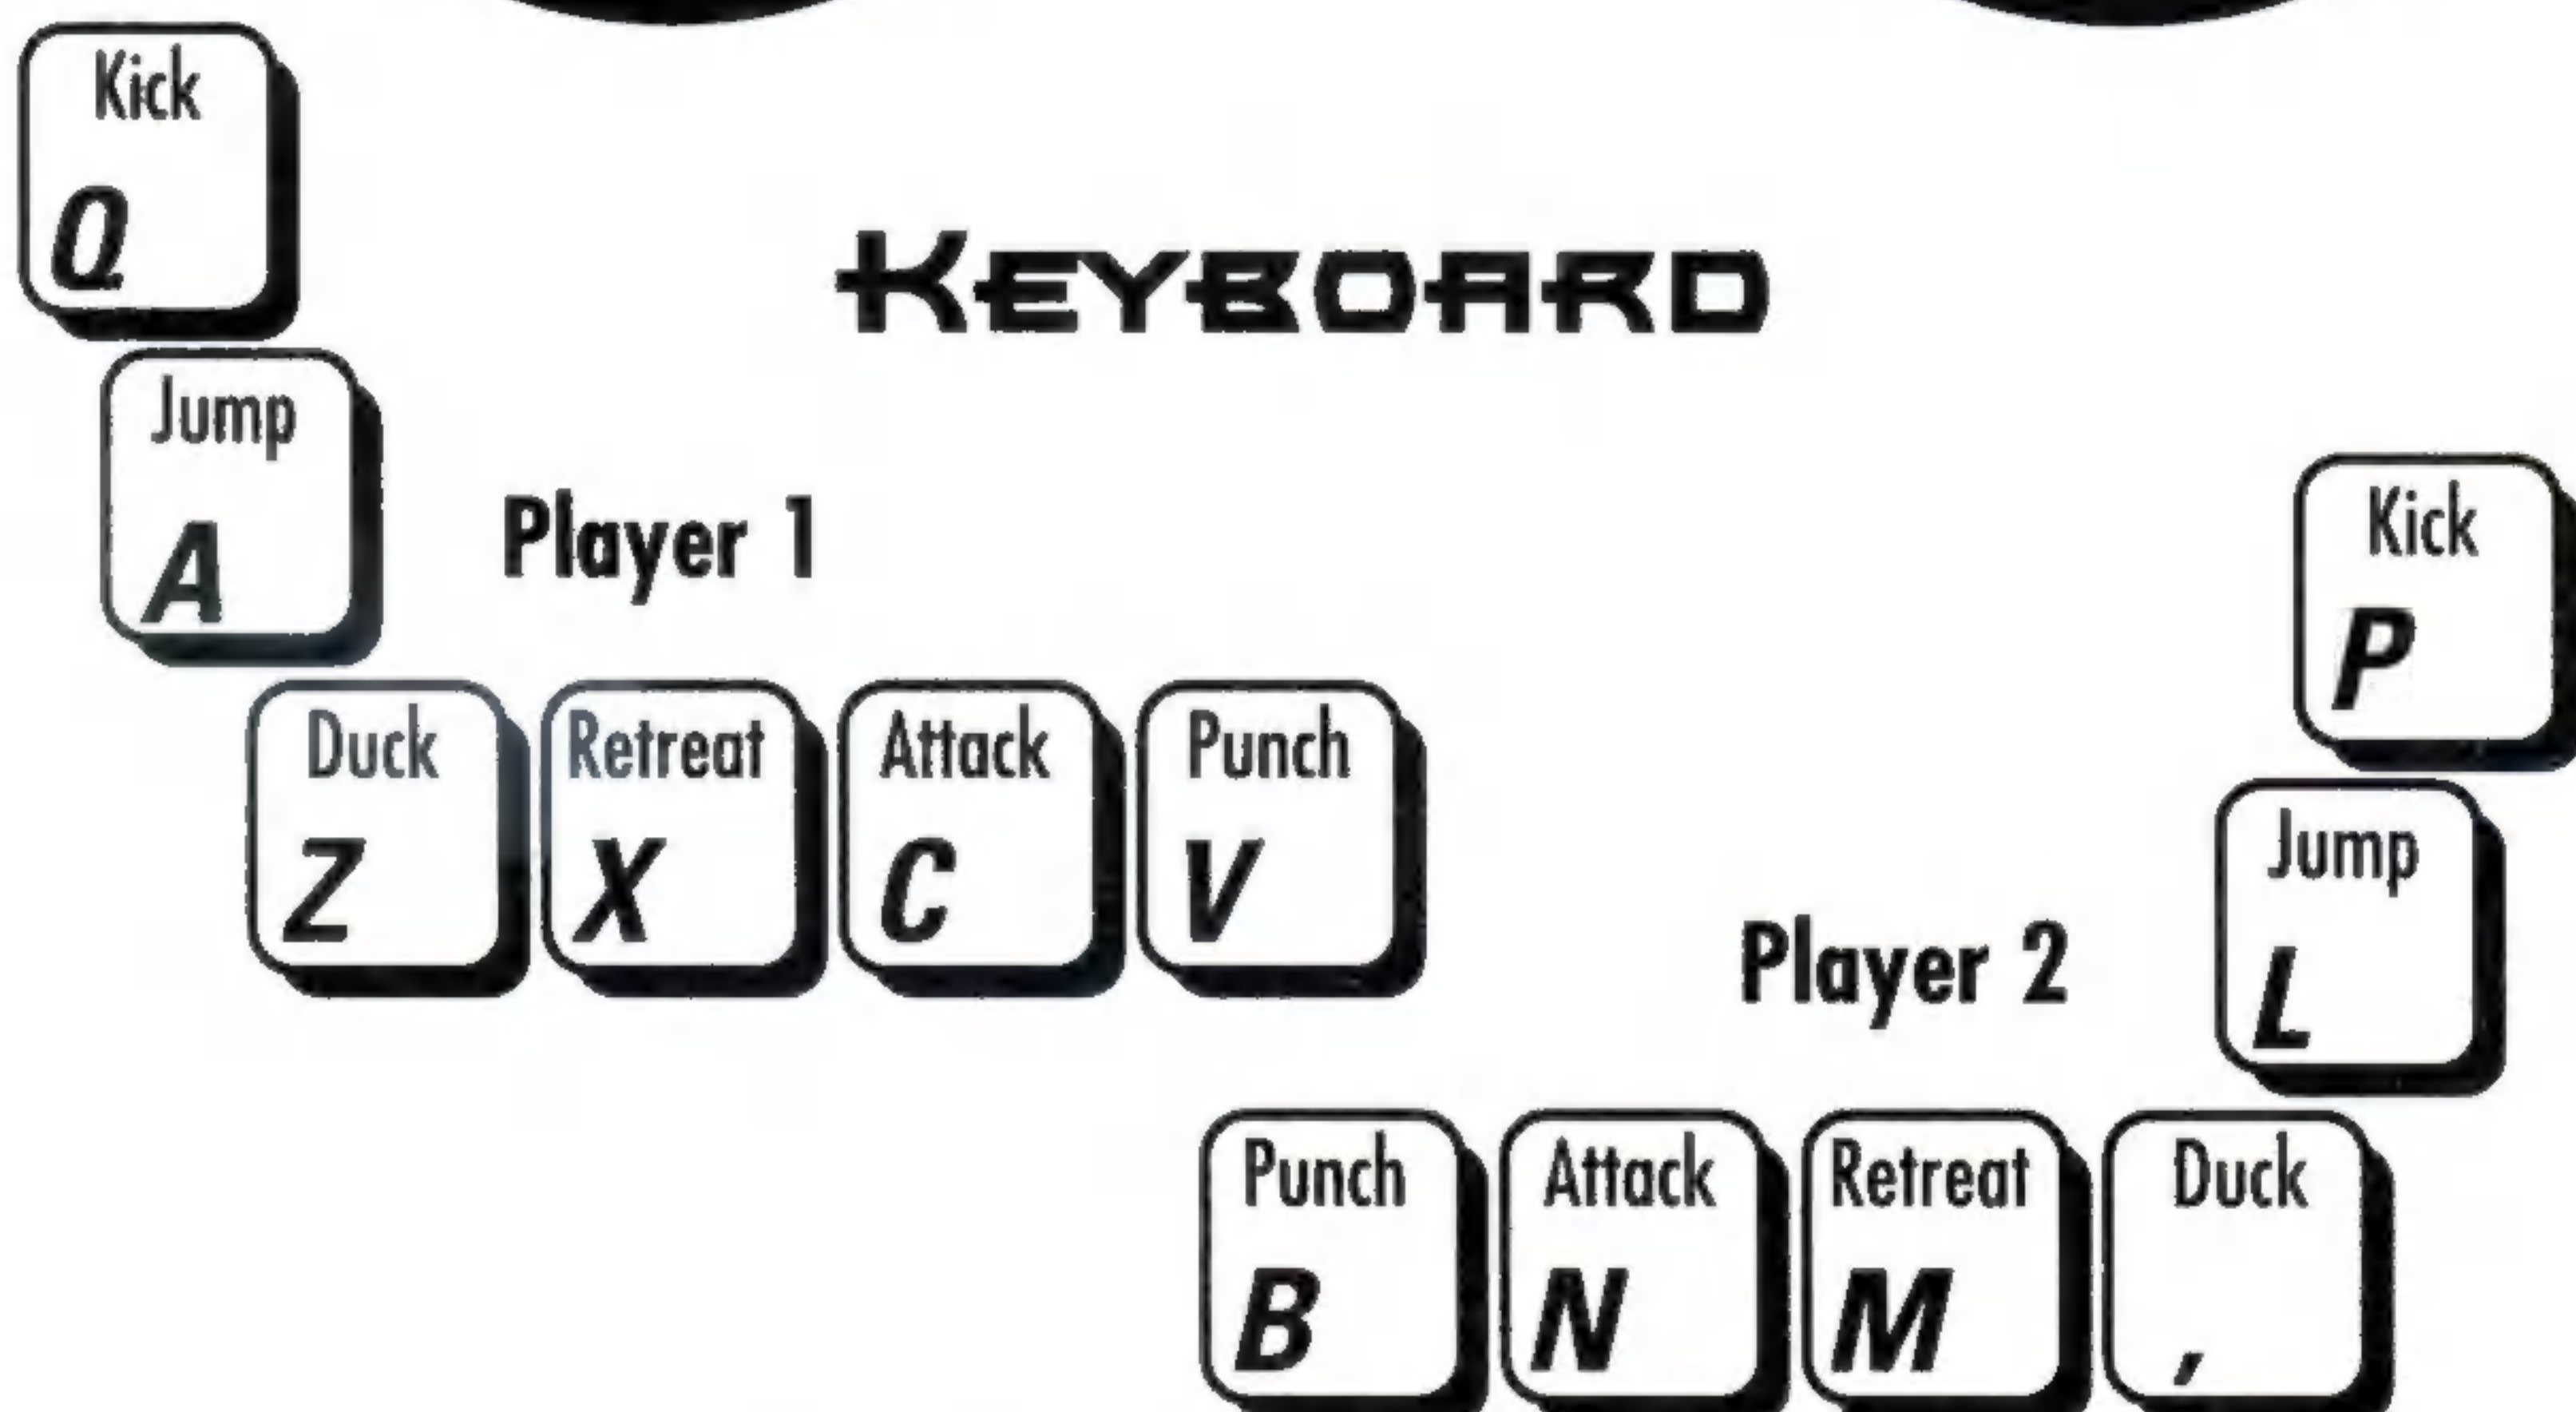 Kick
Q
KEYBOARD
Jump
A
Player 1
Kick
P
Duck Retreat Attack Punch
Z X C V
Jump
L
Player 2
Punch Attack Retreat Duck
B N M ,